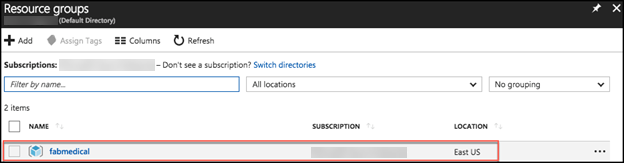 Resource groups
(Default Directory)
Add Assign Tags Columns Refresh
Subscriptions: – Don't see a subscription? Switch directories
Filter by name... All locations No grouping
2 items
NAME SUBSCRIPTION LOCATION
fabmedical East US